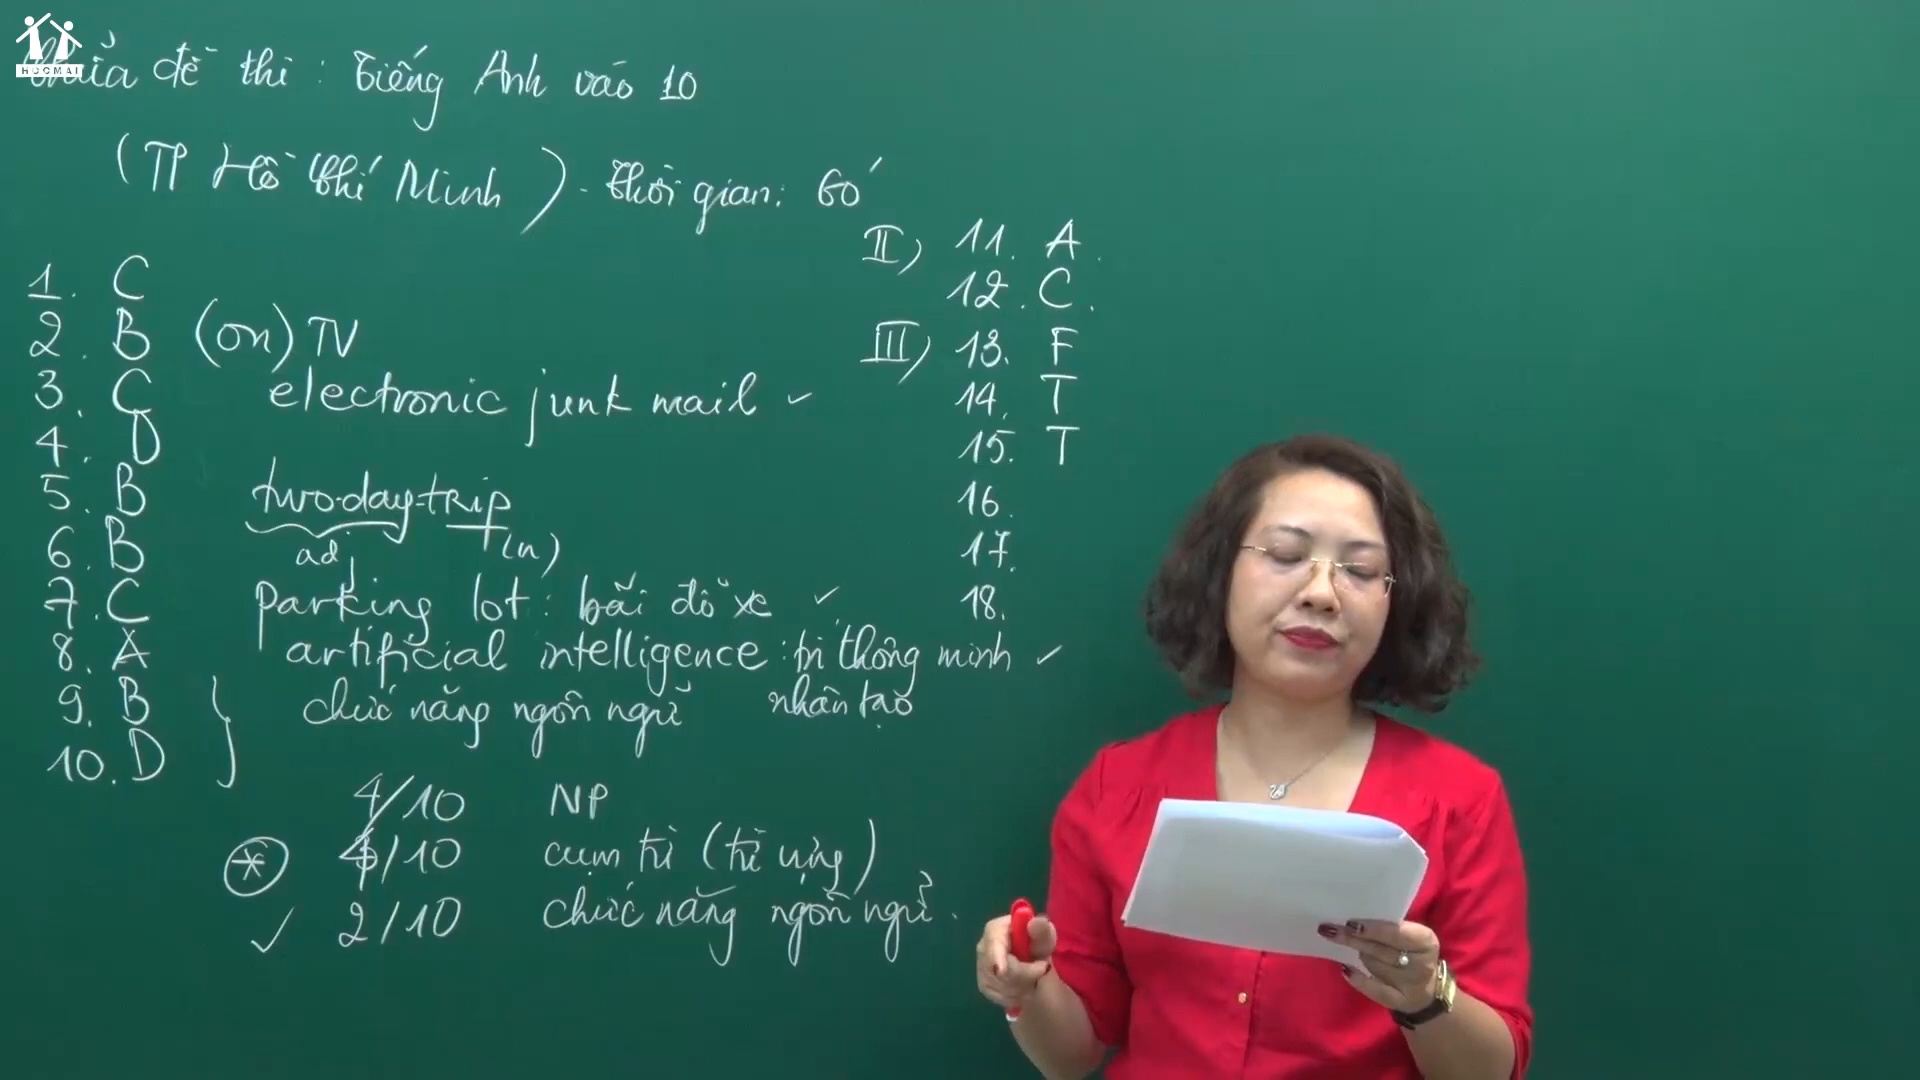 HOCMAI
Chữa đề thi : Tiếng Anh vào 10
(TP Hồ Chí Minh) - Thời gian: 60'
1. C
2. B (on) TV
3. C electronic junk mail ✓
4. D
5. B two-day-trip
6. B adj (n)
7. C parking lot : bãi đỗ xe ✓
8. A artificial intelligence : trí thông minh ✓
nhân tạo
9. B chức năng ngôn ngữ
10. D
4/10 NP
4/10 cụm từ (từ vựng)
✓ 2/10 chức năng ngôn ngữ.
II) 11. A.
12. C.
III) 13. F
14. T
15. T
16.
17.
18.